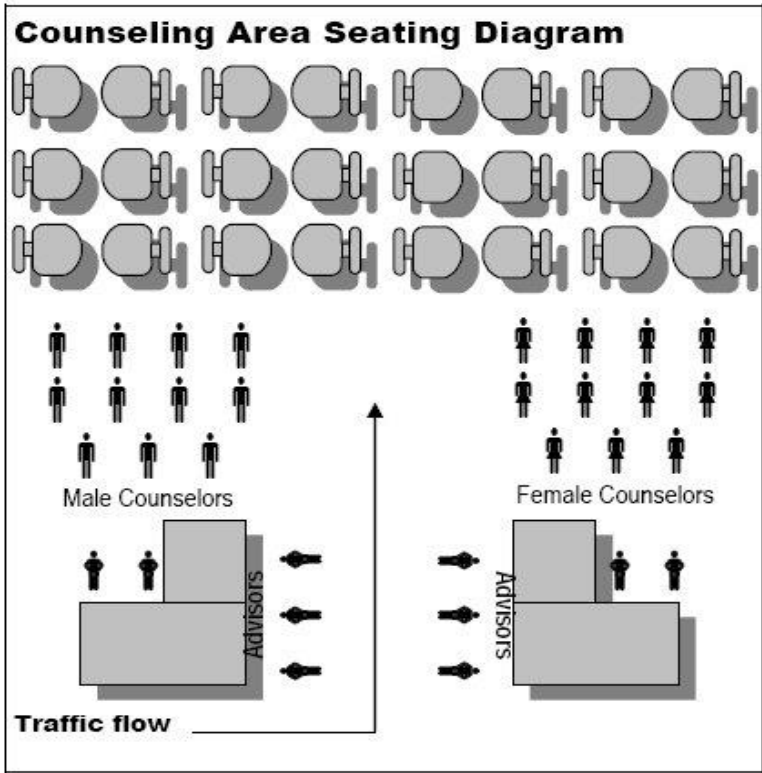 Counseling Area Seating Diagram
Male Counselors
Female Counselors
Advisors
Advisors
Traffic flow